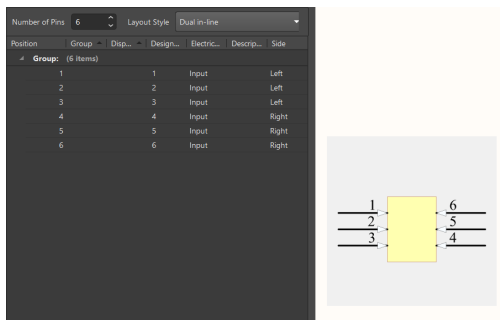 Number of Pins 6 Layout Style Dual in-line
Position Group Disp... Design... Electric... Descrip... Side
Group: (6 items)
1 1 Input Left
2 2 Input Left
3 3 Input Left
4 4 Input Right
5 5 Input Right
6 6 Input Right
1 6
2 5
3 4